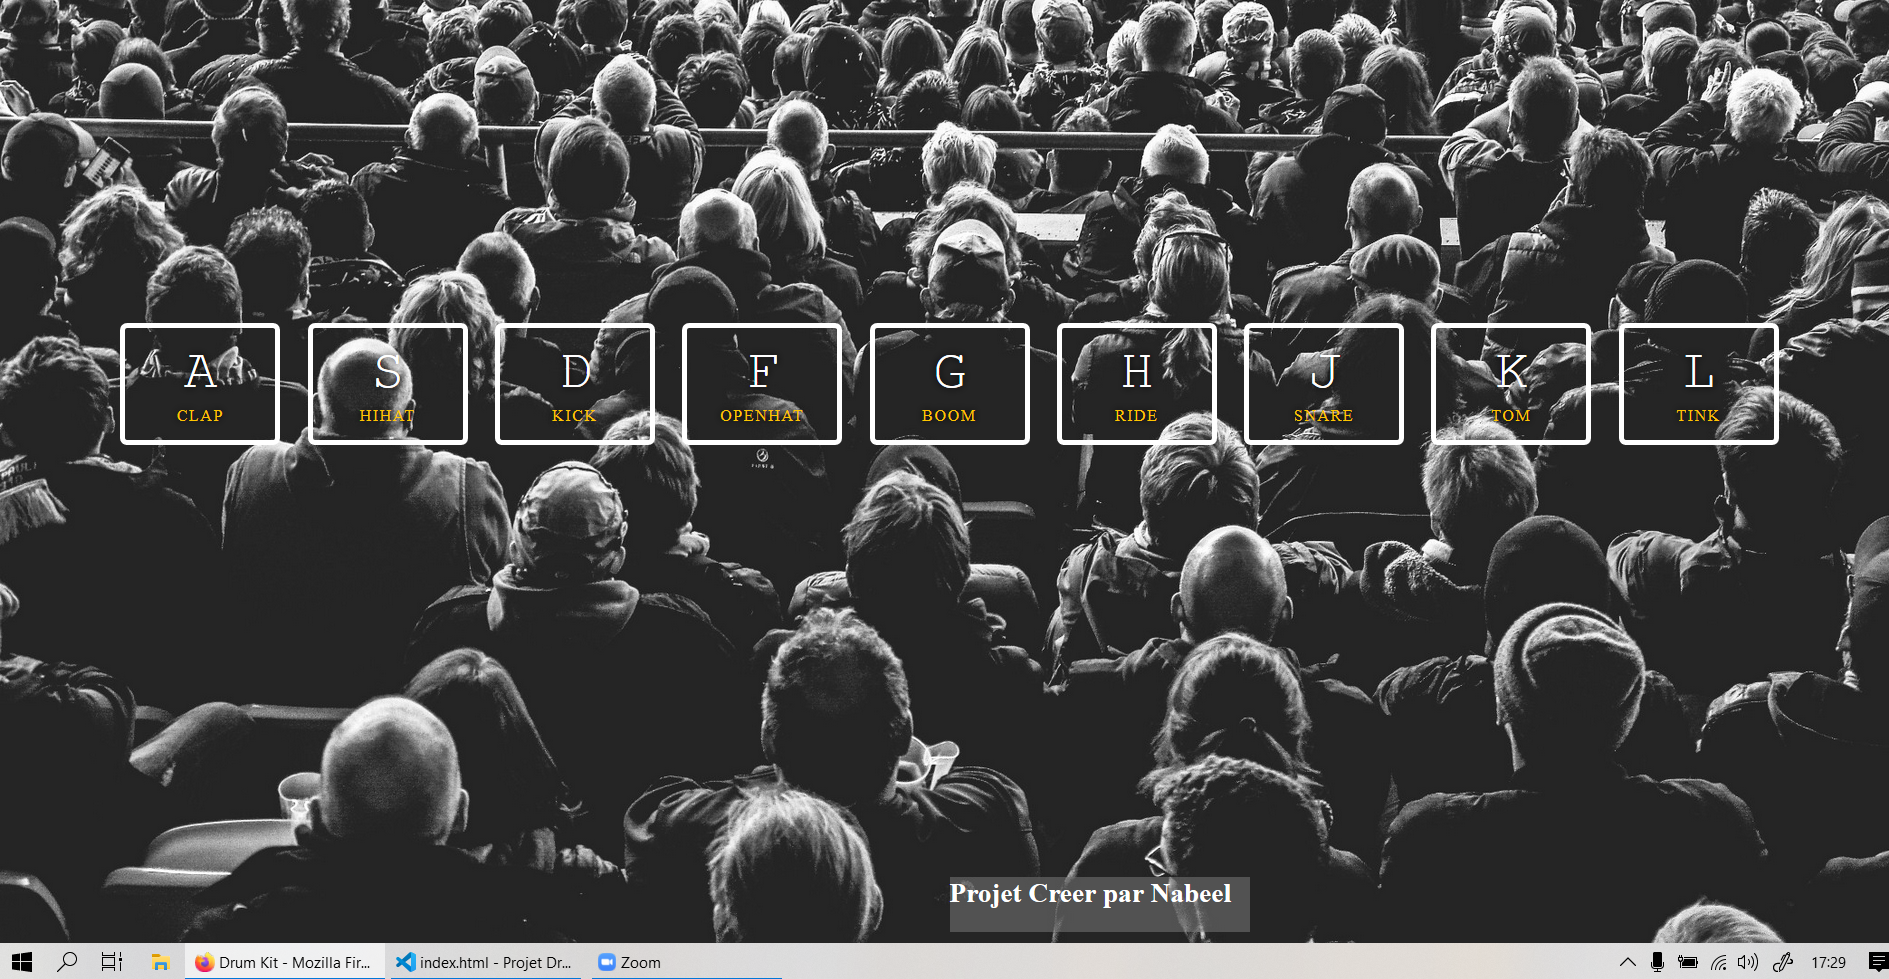 A S D F G H J K L
CLAP HIHAT KICK OPENHAT BOOM RIDE SNARE TOM TINK
Projet Creer par Nabeel
Drum Kit - Mozilla Fir... index.html - Projet Dr... Zoom 17:29